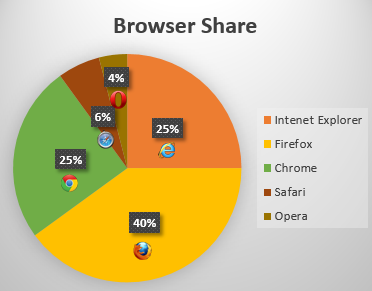 Browser Share
4%
6%
25%
25%
40%
Intenet Explorer
Firefox
Chrome
Safari
Opera